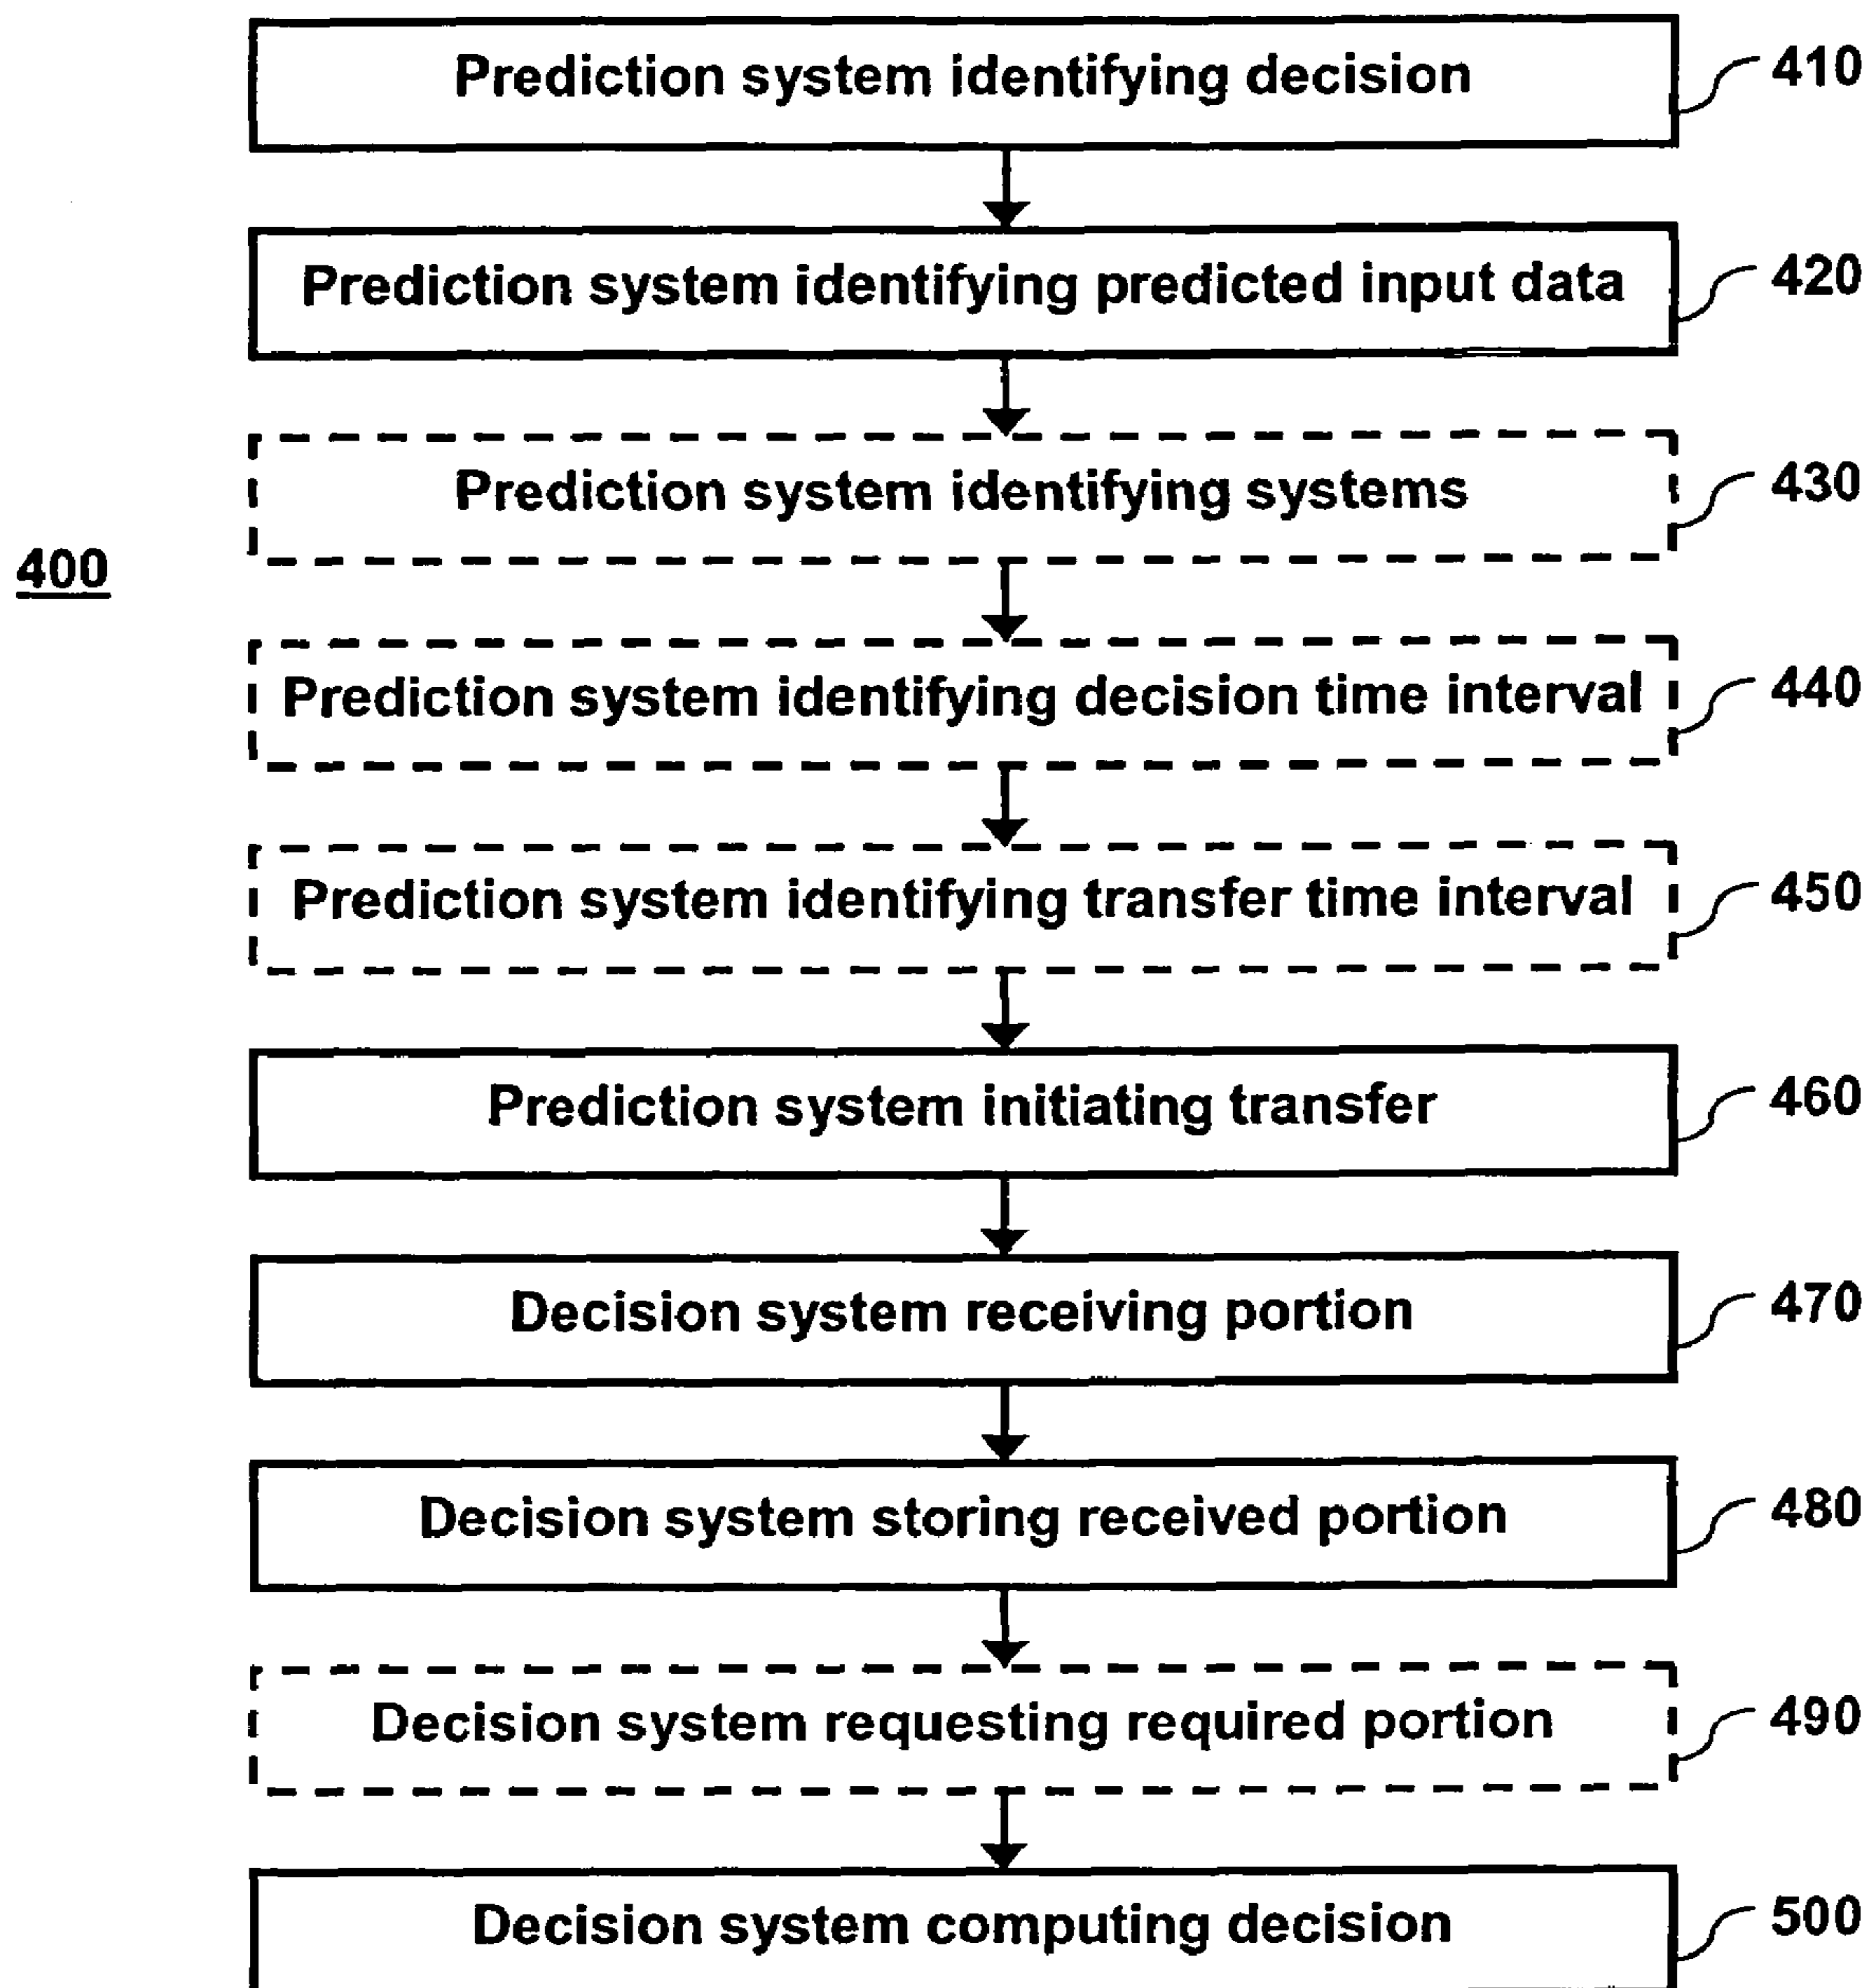 Prediction system identifying decision 410
Prediction system identifying predicted input data 420
Prediction system identifying systems 430
400
Prediction system identifying decision time interval 440
Prediction system identifying transfer time interval 450
Prediction system initiating transfer 460
Decision system receiving portion 470
Decision system storing received portion 480
Decision system requesting required portion 490
Decision system computing decision 500